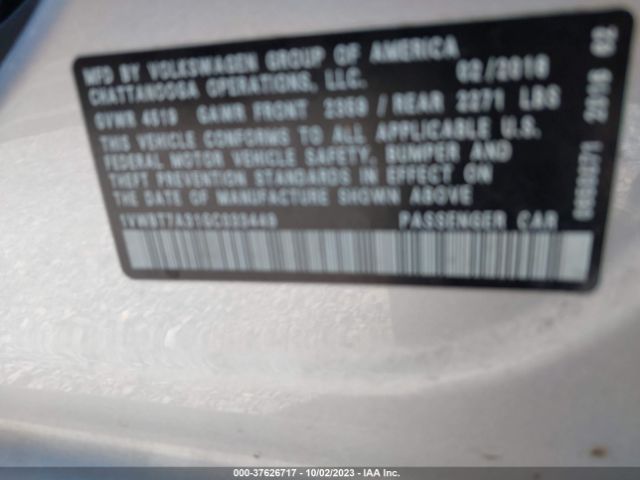 MFD BY VOLKSWAGEN GROUP OF AMERICA
CHATTANOOGA OPERATIONS, LLC. 02/2016
GVWR 4519 GAWR FRONT 2359 / REAR 2271 LBS
THIS VEHICLE CONFORMS TO ALL APPLICABLE U.S.
FEDERAL MOTOR VEHICLE SAFETY, BUMPER AND
THEFT PREVENTION STANDARDS IN EFFECT ON
THE DATE OF MANUFACTURE SHOWN ABOVE
PASSENGER CAR
2016 02
000-37626717 - 10/02/2023 - IAA Inc.